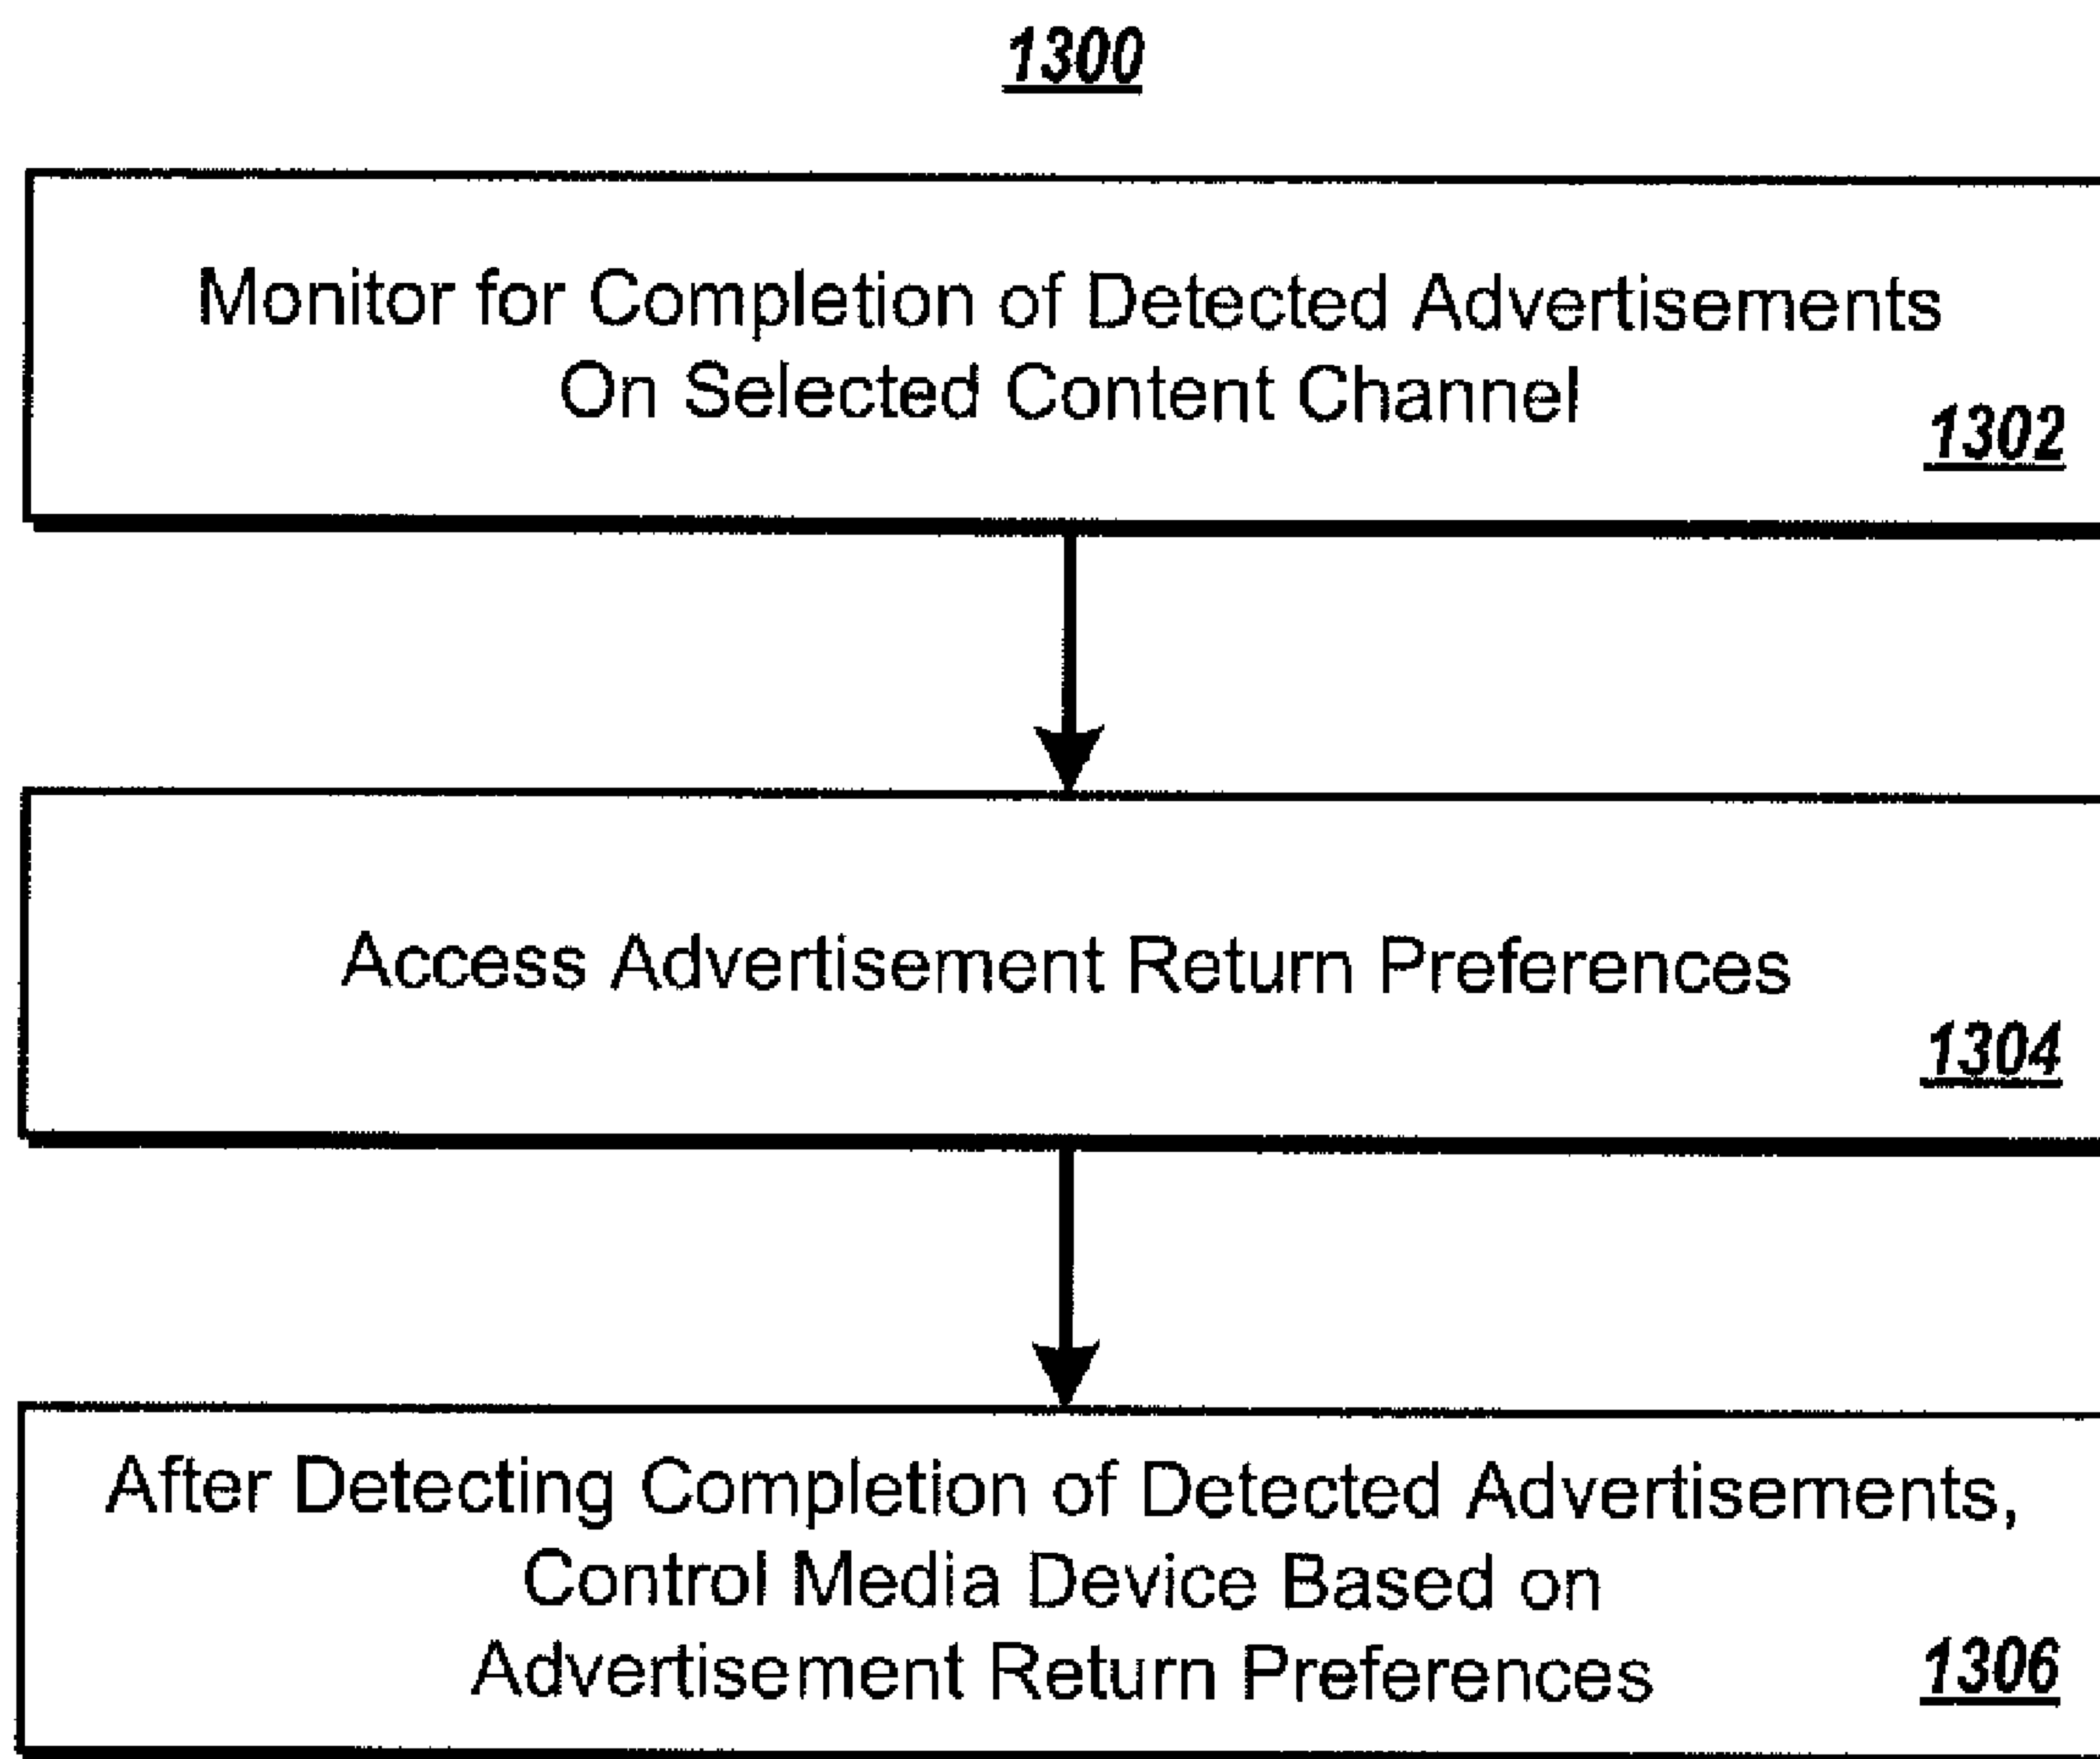 1300
Monitor for Completion of Detected Advertisements
On Selected Content Channel
1302
Access Advertisement Return Preferences
1304
After Detecting Completion of Detected Advertisements,
Control Media Device Based on
Advertisement Return Preferences
1306